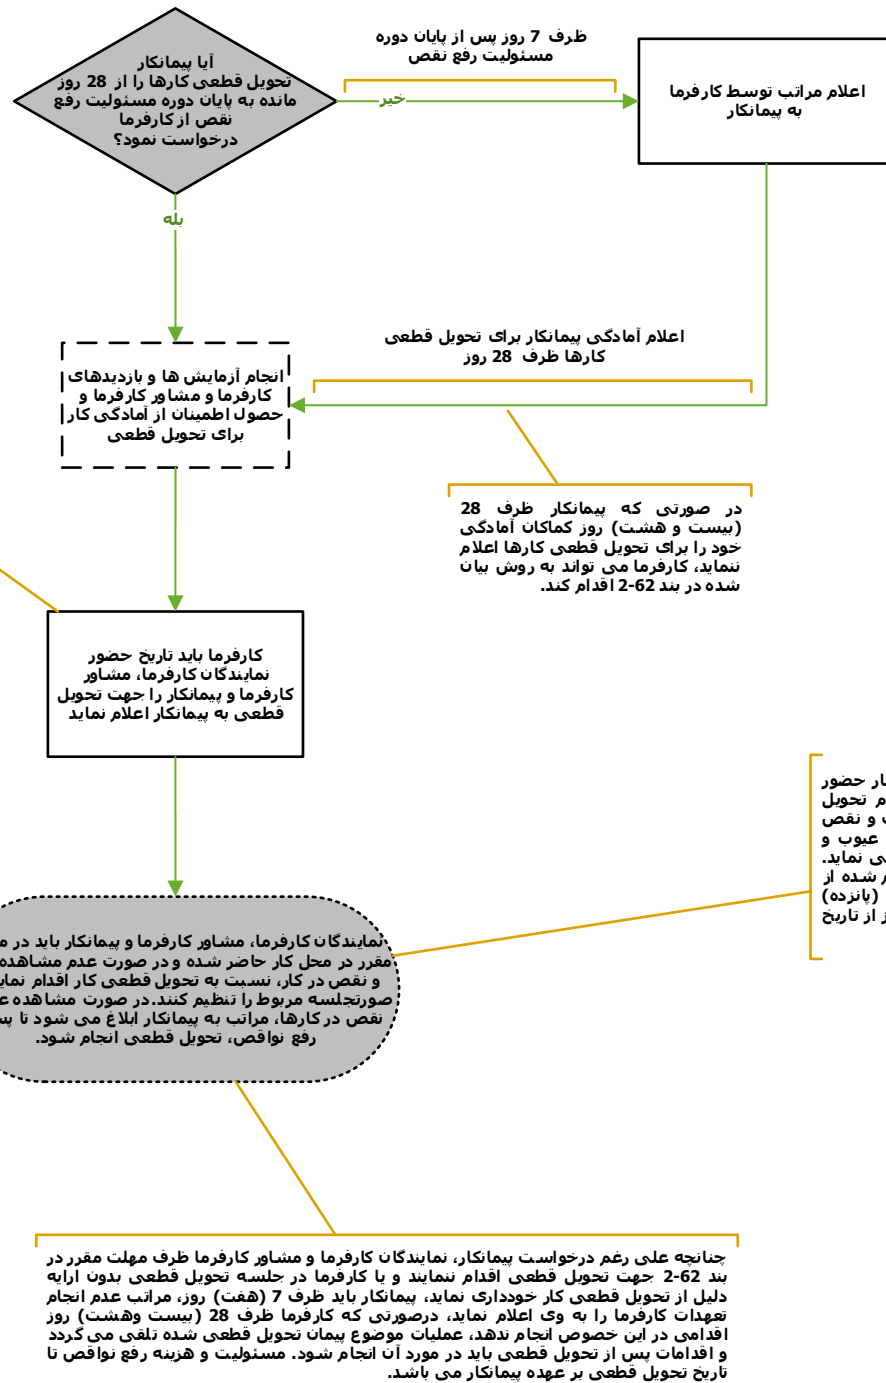 آیا پیمانکار
تحویل قطعی کارها را از 28 روز
مانده به پایان دوره مسئولیت رفع
نقص از کارفرما
درخواست نمود؟
ظرف 7 روز پس از پایان دوره
مسئولیت رفع نقص
خیر
اعلام مراتب توسط کارفرما
به پیمانکار
بله
اعلام آمادگی پیمانکار برای تحویل قطعی
کارها ظرف 28 روز
انجام آزمایش ها و بازدیدهای
کارفرما و مشاور کارفرما و
حصول اطمینان از آمادگی کار
برای تحویل قطعی
در صورتی که پیمانکار ظرف 28
(بیست و هشت) روز کماکان آمادگی
خود را برای تحویل قطعی کارها اعلام
ننماید، کارفرما می تواند به روش بیان
شده در بند 62-2 اقدام کند.
کارفرما باید تاریخ حضور
نمایندگان کارفرما، مشاور
کارفرما و پیمانکار را جهت تحویل
قطعی به پیمانکار اعلام نماید
حضور
تحویل
و نقص
عیوب و
نماید.
شده از
(پانزده)
از تاریخ
نمایندگان کارفرما، مشاور کارفرما و پیمانکار باید در
مقرر در محل کار حاضر شده و در صورت عدم مشاهده
و نقص در کار، نسبت به تحویل قطعی کار اقدام
صورتجلسه مربوط را تنظیم کنند.در صورت مشاهده
نقص در کارها، مراتب به پیمانکار ابلاغ می شود تا
رفع نواقص، تحویل قطعی انجام شود.
چنانچه علی رغم درخواست پیمانکار، نمایندگان کارفرما و مشاور کارفرما ظرف مهلت مقرر در
بند 62-2 جهت تحویل قطعی اقدام ننمایند و یا کارفرما در جلسه تحویل قطعی بدون ارایه
دلیل از تحویل قطعی کار خودداری نماید، پیمانکار باید ظرف 7 (هفت) روز، مراتب عدم انجام
تعهدات کارفرما را به وی اعلام نماید، درصورتی که کارفرما ظرف 28 (بیست وهشت) روز
اقدامی در این خصوص انجام ندهد، عملیات موضوع پیمان تحویل قطعی شده تلقی می گردد
و اقدامات پس از تحویل قطعی باید در مورد آن انجام شود. مسئولیت و هزینه رفع نواقص تا
تاریخ تحویل قطعی بر عهده پیمانکار می باشد.